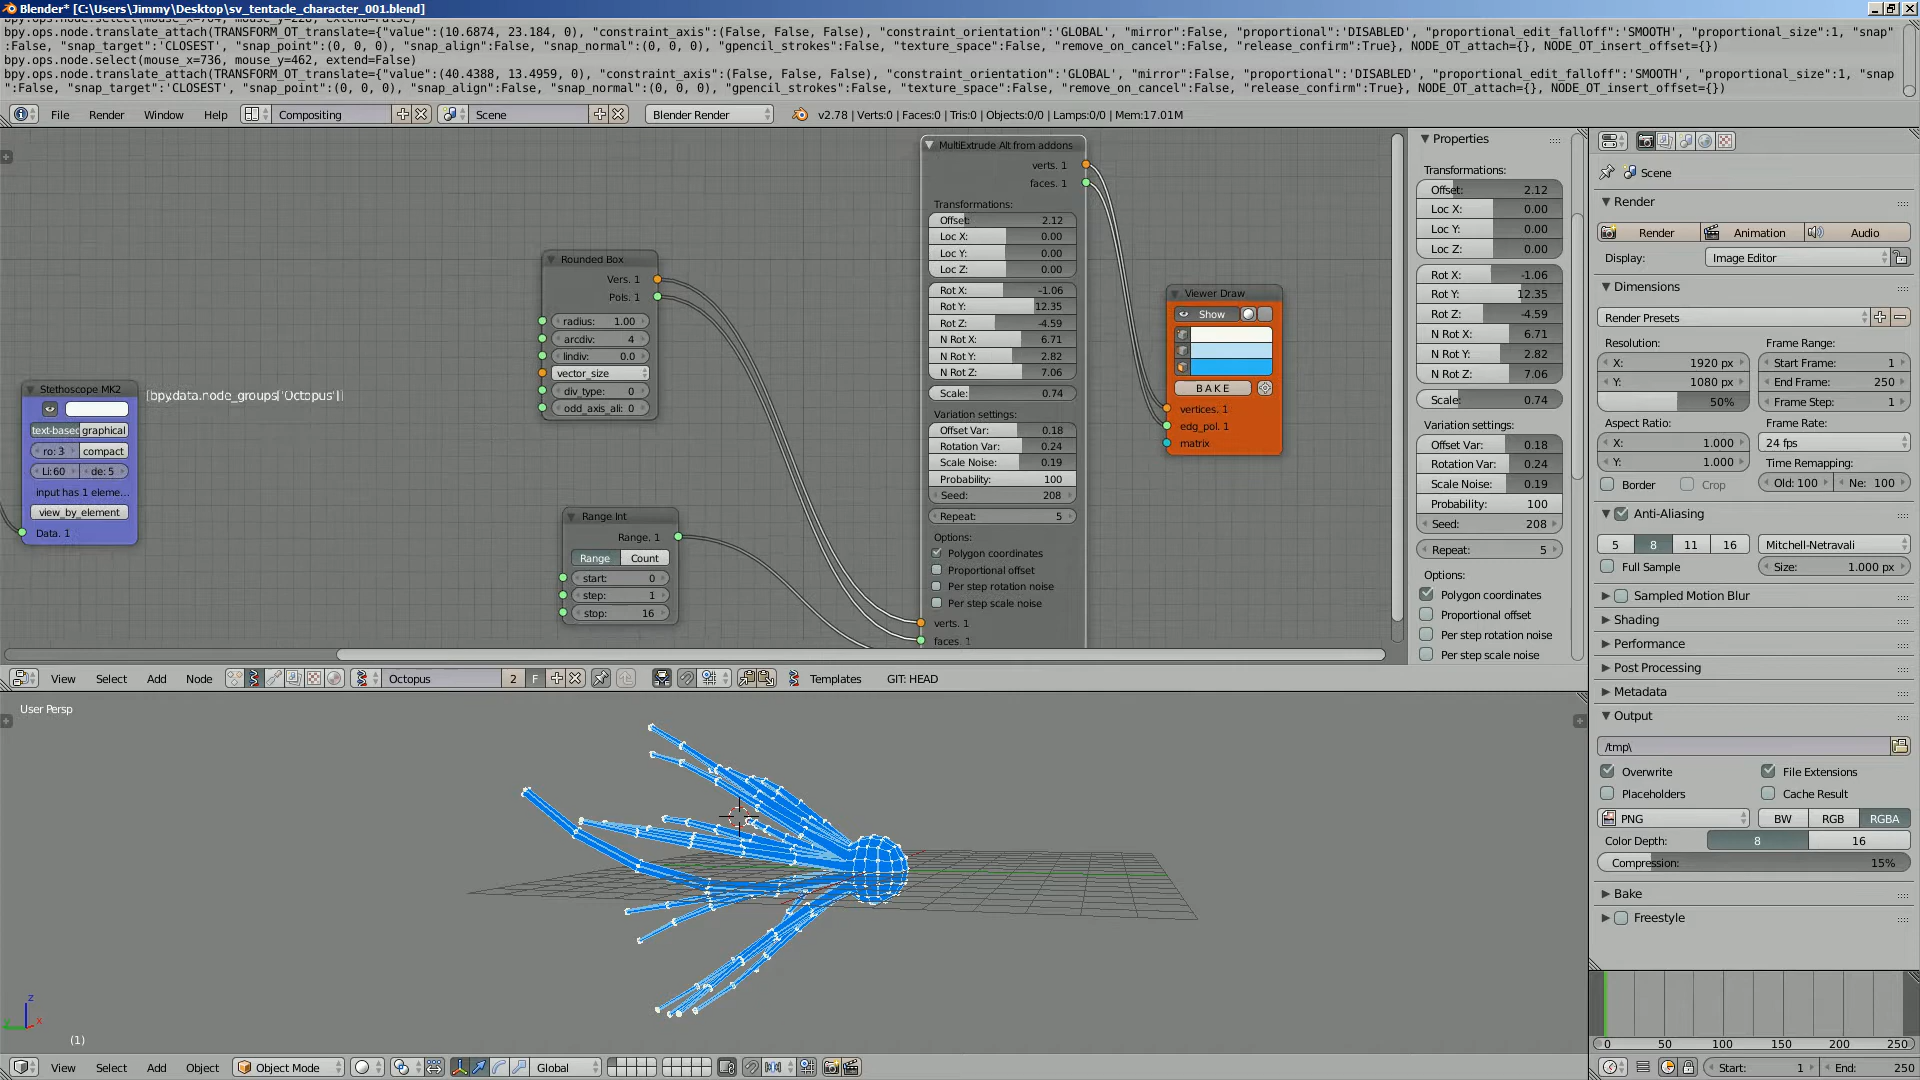 Blender* [C:\Users\Jimmy\Desktop\sv_tentacle_character_001.blend]
bpy.ops.node.translate_attach(TRANSFORM_OT_translate={"value":(10.6874, 23.184, 0), "constraint_axis":(False, False, False), "constraint_orientation":'GLOBAL', "mirror":False, "proportional":'DISABLED', "proportional_edit_falloff":'SMOOTH', "proportional_size":1, "snap"
:False, "snap_target":'CLOSEST', "snap_point":(0, 0, 0), "snap_align":False, "snap_normal":(0, 0, 0), "gpencil_strokes":False, "texture_space":False, "remove_on_cancel":False, "release_confirm":True}, NODE_OT_attach={}, NODE_OT_insert_offset={})
bpy.ops.node.select(mouse_x=736, mouse_y=462, extend=False)
bpy.ops.node.translate_attach(TRANSFORM_OT_translate={"value":(40.4388, 13.4959, 0), "constraint_axis":(False, False, False), "constraint_orientation":'GLOBAL', "mirror":False, "proportional":'DISABLED', "proportional_edit_falloff":'SMOOTH', "proportional_size":1, "snap"
:False, "snap_target":'CLOSEST', "snap_point":(0, 0, 0), "snap_align":False, "snap_normal":(0, 0, 0), "gpencil_strokes":False, "texture_space":False, "remove_on_cancel":False, "release_confirm":True}, NODE_OT_attach={}, NODE_OT_insert_offset={})
File Render Window Help Compositing Scene Blender Render v2.78 | Verts:0 | Faces:0 | Tris:0 | Objects:0/0 | Lamps:0/0 | Mem:17.01M
Stethoscope MK2
text-based graphical
ro: 3 compact
Li:60 de: 5
input has 1 eleme...
view_by_element
Data. 1
[bpy.data.node_groups['Octopus']]
Rounded Box
Vers. 1
Pols. 1
radius: 1.00
arcdiv: 4
lindiv: 0.0
vector_size
div_type: 0
odd_axis_ali: 0
Range Int
Range. 1
Range Count
start: 0
step: 1
stop: 16
MultiExtrude Alt from addons
verts. 1
faces. 1
Transformations:
Offset: 2.12
Loc X: 0.00
Loc Y: 0.00
Loc Z: 0.00
Rot X: -1.06
Rot Y: 12.35
Rot Z: -4.59
N Rot X: 6.71
N Rot Y: 2.82
N Rot Z: 7.06
Scale: 0.74
Variation settings:
Offset Var: 0.18
Rotation Var: 0.24
Scale Noise: 0.19
Probability: 100
Seed: 208
Repeat: 5
Options:
Polygon coordinates
Proportional offset
Per step rotation noise
Per step scale noise
verts. 1
faces. 1
Viewer Draw
Show
BAKE
vertices. 1
edg_pol. 1
matrix
Properties
Transformations:
Offset: 2.12
Loc X: 0.00
Loc Y: 0.00
Loc Z: 0.00
Rot X: -1.06
Rot Y: 12.35
Rot Z: -4.59
N Rot X: 6.71
N Rot Y: 2.82
N Rot Z: 7.06
Scale: 0.74
Variation settings:
Offset Var: 0.18
Rotation Var: 0.24
Scale Noise: 0.19
Probability: 100
Seed: 208
Repeat: 5
Options:
Polygon coordinates
Proportional offset
Per step rotation noise
Per step scale noise
View Select Add Node Octopus 2 F Templates GIT: HEAD
User Persp
z
y x
(1)
View Select Add Object Object Mode Global
Scene
Render
Render Animation Audio
Display: Image Editor
Dimensions
Render Presets
Resolution: Frame Range:
X: 1920 px Start Frame: 1
Y: 1080 px End Frame: 250
50% Frame Step: 1
Aspect Ratio: Frame Rate:
X: 1.000 24 fps
Y: 1.000 Time Remapping:
Border Crop Old: 100 Ne: 100
Anti-Aliasing
5 8 11 16 Mitchell-Netravali
Full Sample Size: 1.000 px
Sampled Motion Blur
Shading
Performance
Post Processing
Metadata
Output
/tmp\
Overwrite File Extensions
Placeholders Cache Result
PNG BW RGB RGBA
Color Depth: 8 16
Compression: 15%
Bake
Freestyle
0 50 100 150 200 250
Start: 1 End: 250